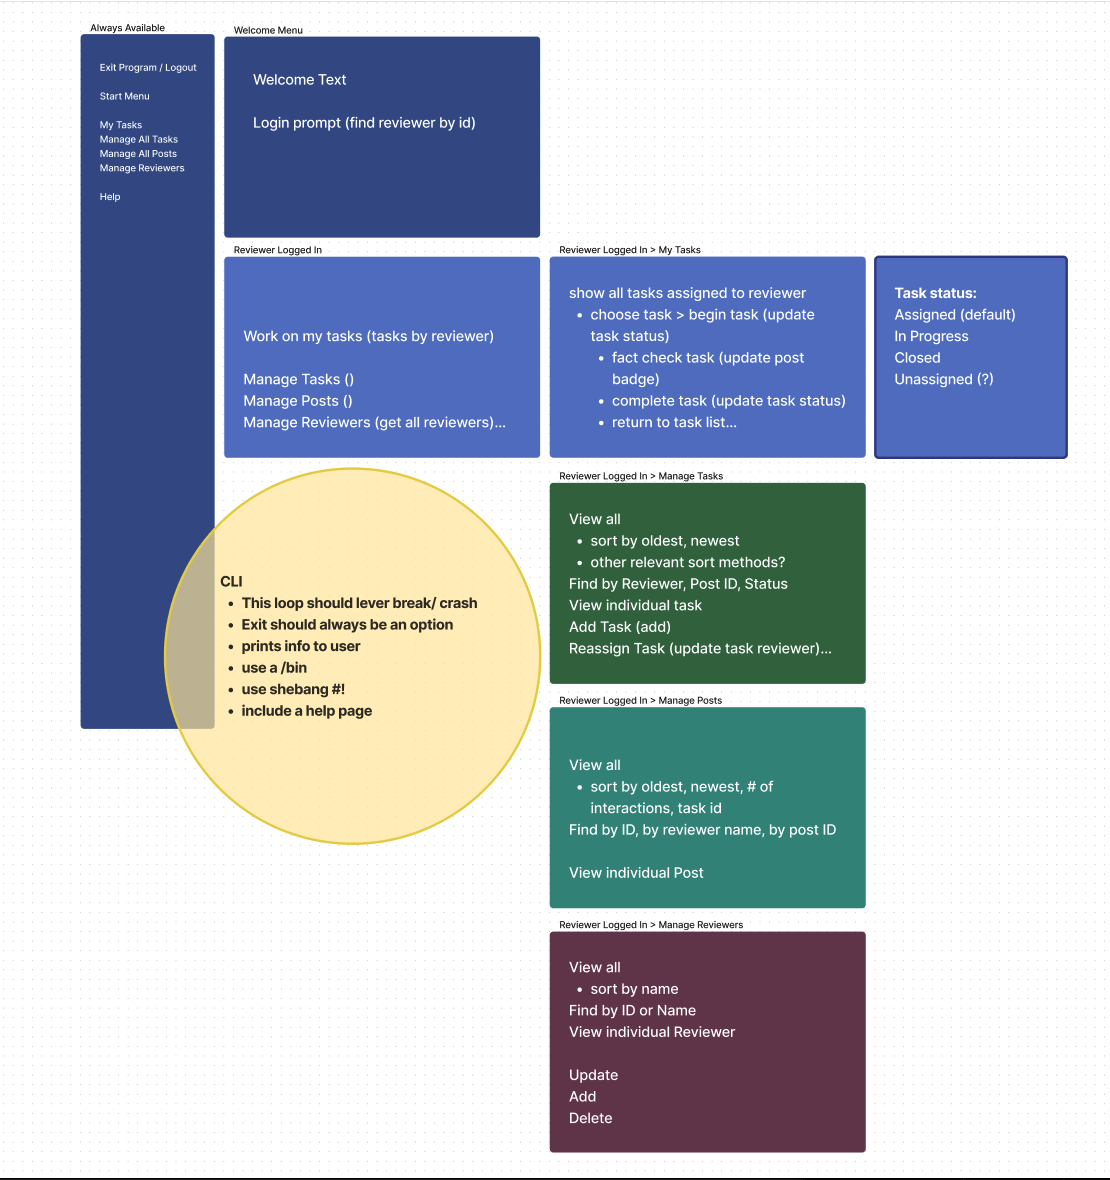 Always Available
Exit Program / Logout
Start Menu
My Tasks
Manage All Tasks
Manage All Posts
Manage Reviewers
Help
Welcome Menu
Welcome Text
Login prompt (find reviewer by id)
Reviewer Logged In
Work on my tasks (tasks by reviewer)
Manage Tasks ()
Manage Posts ()
Manage Reviewers (get all reviewers)...
Reviewer Logged In > My Tasks
show all tasks assigned to reviewer
• choose task > begin task (update
task status)
• fact check task (update post
badge)
• complete task (update task status)
• return to task list...
Task status:
Assigned (default)
In Progress
Closed
Unassigned (?)
CLI
• This loop should lever break/ crash
• Exit should always be an option
• prints info to user
• use a /bin
• use shebang #!
• include a help page
Reviewer Logged In > Manage Tasks
View all
• sort by oldest, newest
• other relevant sort methods?
Find by Reviewer, Post ID, Status
View individual task
Add Task (add)
Reassign Task (update task reviewer)...
Reviewer Logged In > Manage Posts
View all
• sort by oldest, newest, # of
interactions, task id
Find by ID, by reviewer name, by post ID
View individual Post
Reviewer Logged In > Manage Reviewers
View all
• sort by name
Find by ID or Name
View individual Reviewer
Update
Add
Delete